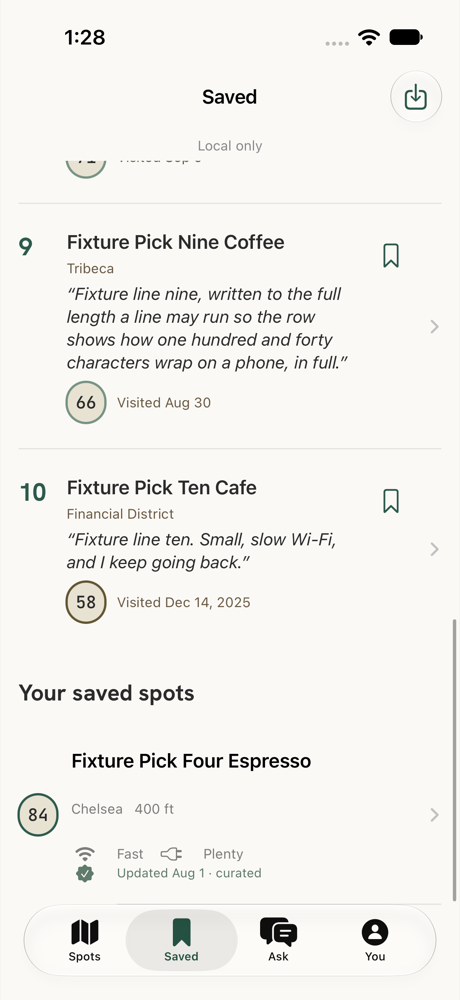 1:28
Saved
Local only
9
Fixture Pick Nine Coffee
Tribeca
“Fixture line nine, written to the full
length a line may run so the row
shows how one hundred and forty
characters wrap on a phone, in full.”
66
Visited Aug 30
10
Fixture Pick Ten Cafe
Financial District
“Fixture line ten. Small, slow Wi-Fi,
and I keep going back.”
58
Visited Dec 14, 2025
Your saved spots
Fixture Pick Four Espresso
84
Chelsea 400 ft
Fast Plenty
Updated Aug 1 · curated
Spots
Saved
Ask
You